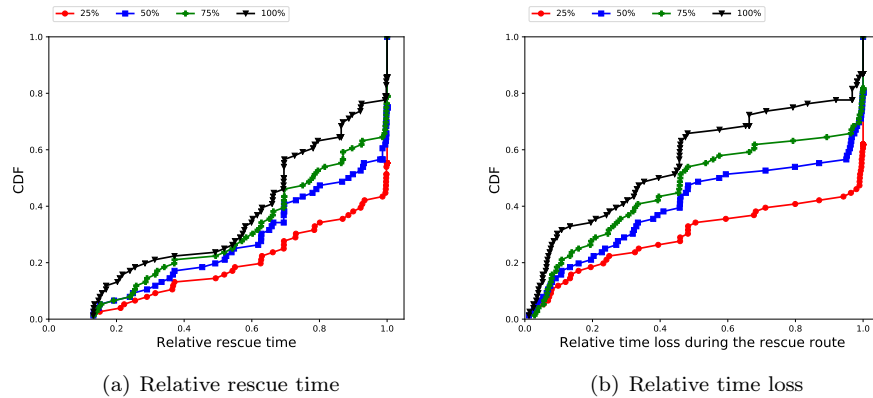 25% 50% 75% 100%
1.0
0.8
0.6
0.4
0.2
0.0
CDF
0.0 0.2 0.4 0.6 0.8 1.0
Relative rescue time
(a) Relative rescue time
25% 50% 75% 100%
1.0
0.8
0.6
0.4
0.2
0.0
CDF
0.0 0.2 0.4 0.6 0.8 1.0
Relative time loss during the rescue route
(b) Relative time loss